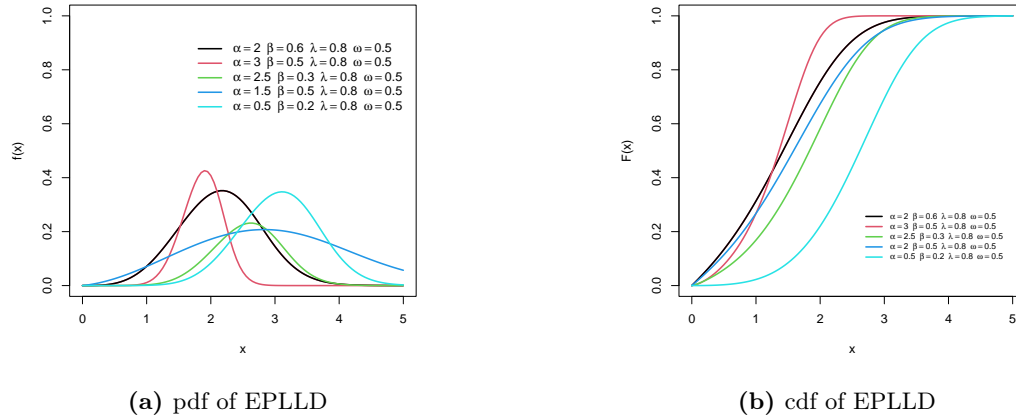 1.0
0.8
0.6
0.4
0.2
0.0
f(x)
α = 2 β = 0.6 λ = 0.8 ω = 0.5
α = 3 β = 0.5 λ = 0.8 ω = 0.5
α = 2.5 β = 0.3 λ = 0.8 ω = 0.5
α = 1.5 β = 0.5 λ = 0.8 ω = 0.5
α = 0.5 β = 0.2 λ = 0.8 ω = 0.5
0 1 2 3 4 5
x
(a) pdf of EPLLD
1.0
0.8
0.6
0.4
0.2
0.0
F(x)
α = 2 β = 0.6 λ = 0.8 ω = 0.5
α = 3 β = 0.5 λ = 0.8 ω = 0.5
α = 2.5 β = 0.3 λ = 0.8 ω = 0.5
α = 2 β = 0.5 λ = 0.8 ω = 0.5
α = 0.5 β = 0.2 λ = 0.8 ω = 0.5
0 1 2 3 4 5
x
(b) cdf of EPLLD